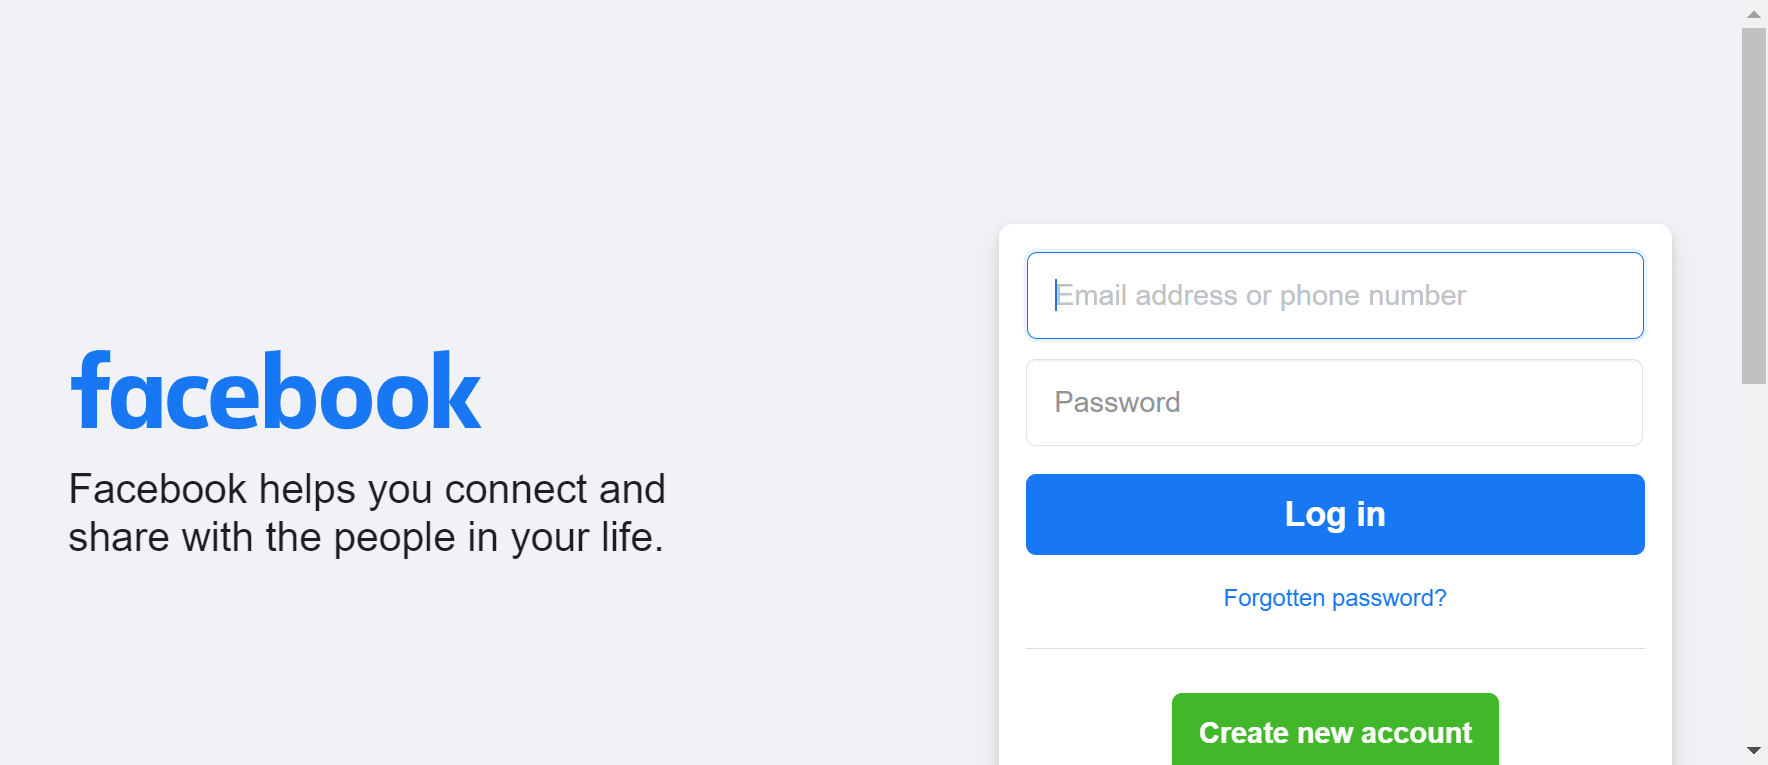 facebook
Facebook helps you connect and
share with the people in your life.
Email address or phone number
Password
Log in
Forgotten password?
Create new account